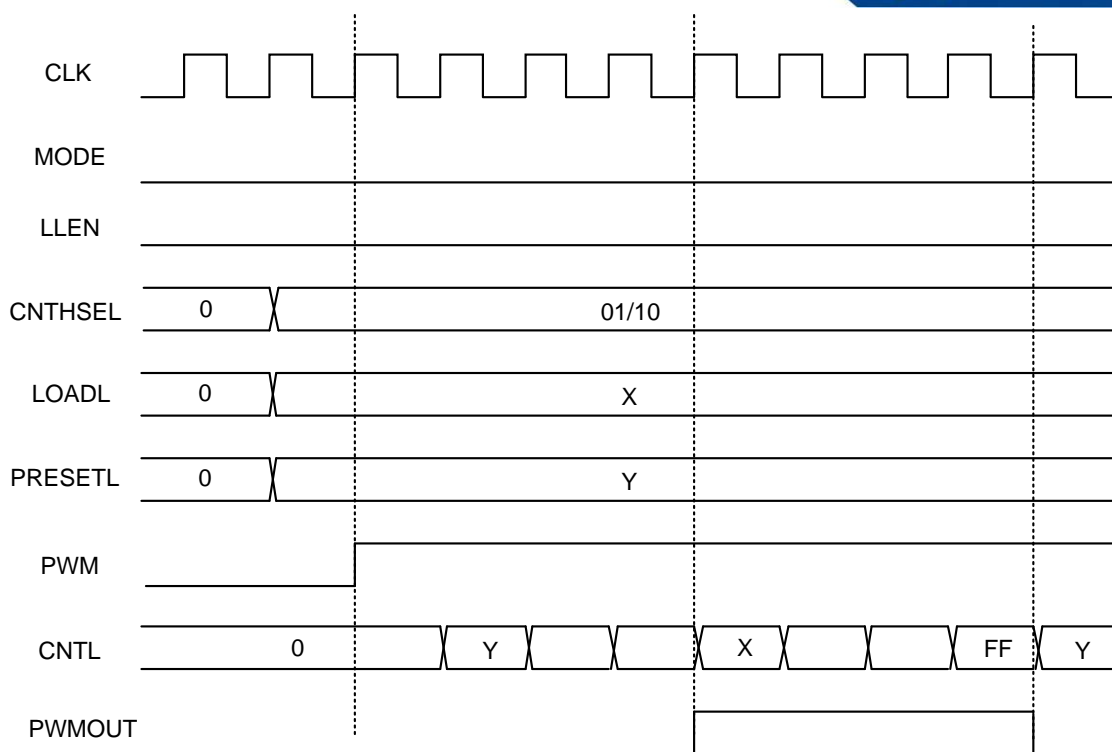 CLK
MODE
LLEN
CNTHSEL 0 01/10
LOADL 0 X
PRESETL 0 Y
PWM
CNTL 0 Y X FF Y
PWMOUT